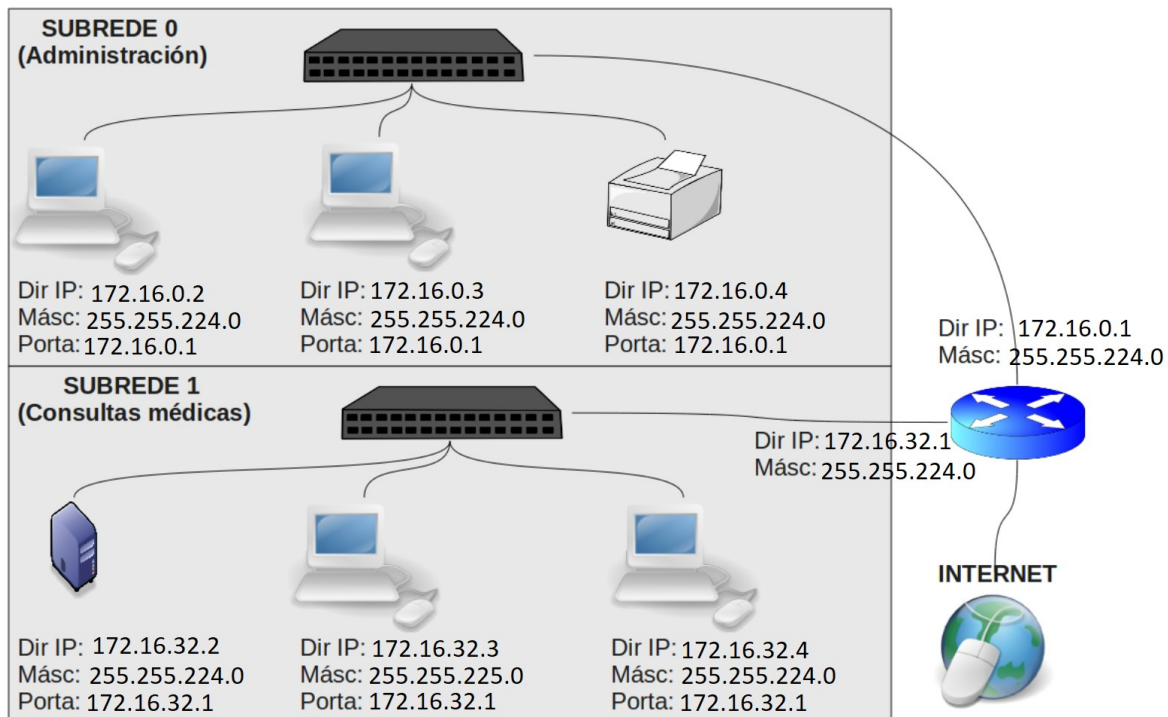 SUBREDE 0
(Administración)
Dir IP: 172.16.0.2
Másc: 255.255.224.0
Porta: 172.16.0.1
Dir IP: 172.16.0.3
Másc: 255.255.224.0
Porta: 172.16.0.1
Dir IP: 172.16.0.4
Másc: 255.255.224.0
Porta: 172.16.0.1
Dir IP: 172.16.0.1
Másc: 255.255.224.0
SUBREDE 1
(Consultas médicas)
Dir IP: 172.16.32.1
Másc: 255.255.224.0
Dir IP: 172.16.32.2
Másc: 255.255.224.0
Porta: 172.16.32.1
Dir IP: 172.16.32.3
Másc: 255.255.225.0
Porta: 172.16.32.1
Dir IP: 172.16.32.4
Másc: 255.255.224.0
Porta: 172.16.32.1
INTERNET